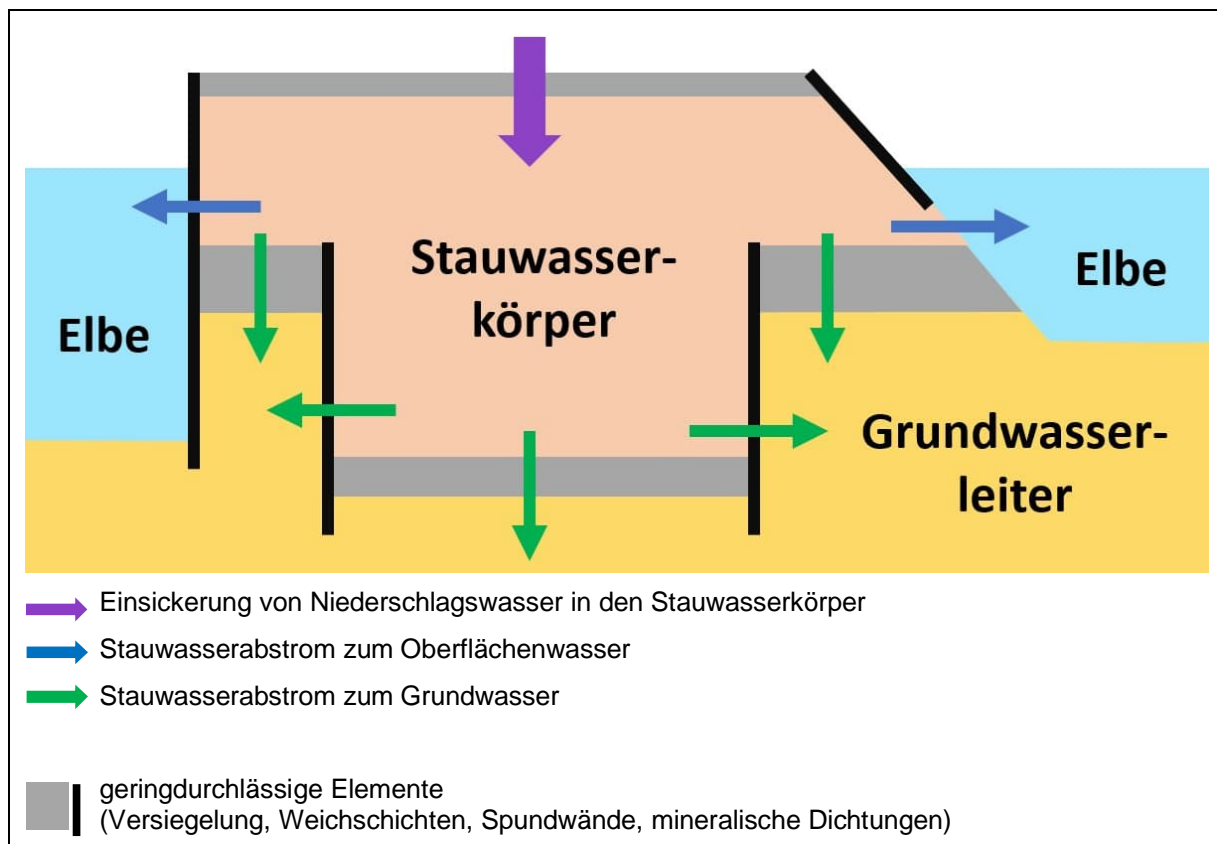 Stauwasser-
körper
Elbe
Elbe
Grundwasser-
leiter
Einsickerung von Niederschlagswasser in den Stauwasserkörper
Stauwasserabstrom zum Oberflächenwasser
Stauwasserabstrom zum Grundwasser
geringdurchlässige Elemente
(Versiegelung, Weichschichten, Spundwände, mineralische Dichtungen)